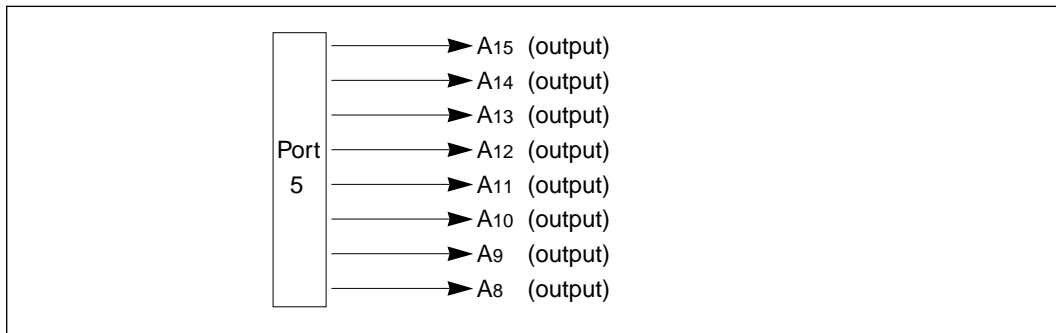 A15 (output)
A14 (output)
A13 (output)
Port
A12 (output)
5
A11 (output)
A10 (output)
A9 (output)
A8 (output)